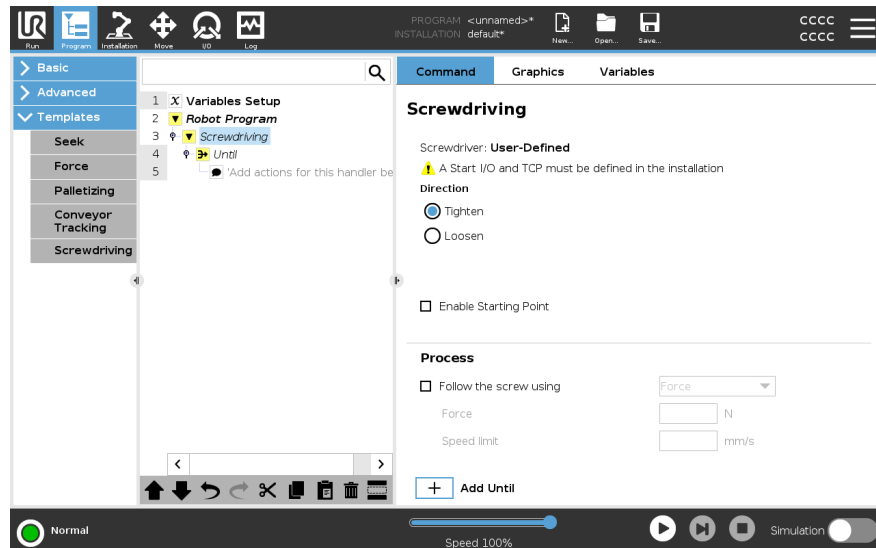 PROGRAM <unnamed>*
INSTALLATION default*
CCCC
CCCC
UR
Run
Program
Installation
Move
I/O
Log
New...
Open...
Save...
Basic
Advanced
Templates
Seek
Force
Palletizing
Conveyor
Tracking
Screwdriving
1 X Variables Setup
2 Robot Program
3 Screwdriving
4 Until
5 'Add actions for this handler be
Command Graphics Variables
Screwdriving
Screwdriver: User-Defined
A Start I/O and TCP must be defined in the installation
Direction
Tighten
Loosen
Enable Starting Point
Process
Follow the screw using Force
Force N
Speed limit mm/s
+ Add Until
Normal
Speed 100%
Simulation